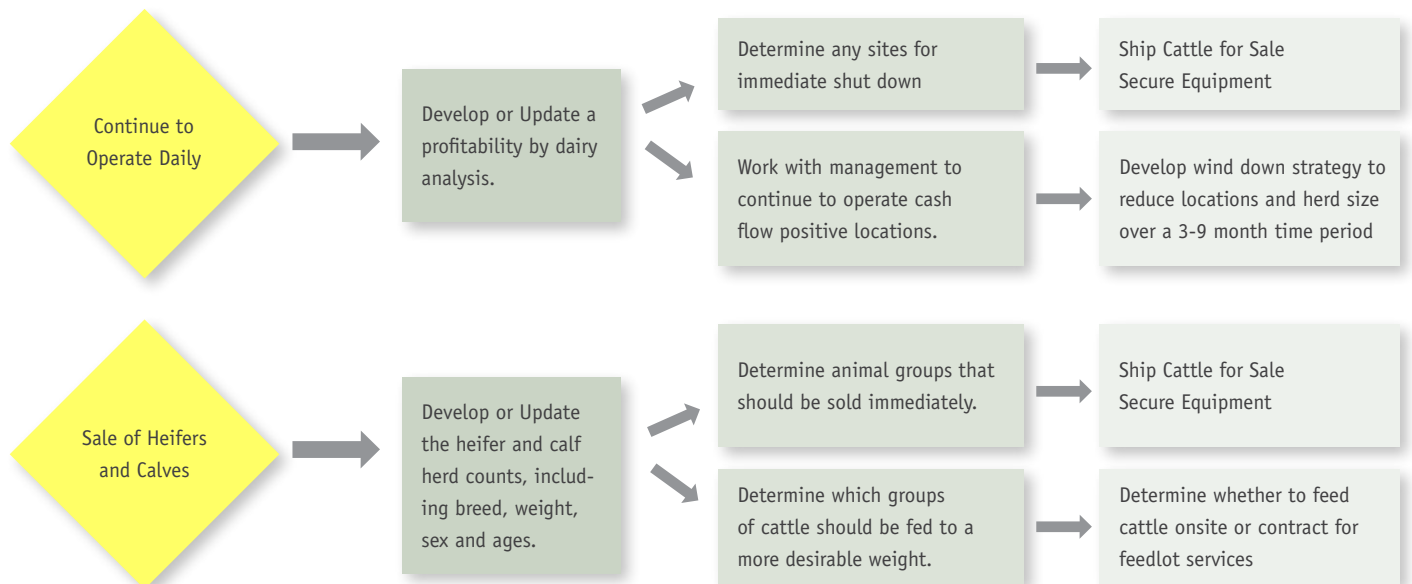 Continue to
Operate Daily
Develop or Update a
profitability by dairy
analysis.
Determine any sites for
immediate shut down
Ship Cattle for Sale
Secure Equipment
Work with management to
continue to operate cash
flow positive locations.
Develop wind down strategy to
reduce locations and herd size
over a 3-9 month time period
Sale of Heifers
and Calves
Develop or Update
the heifer and calf
herd counts, includ-
ing breed, weight,
sex and ages.
Determine animal groups that
should be sold immediately.
Ship Cattle for Sale
Secure Equipment
Determine which groups
of cattle should be fed to a
more desirable weight.
Determine whether to feed
cattle onsite or contract for
feedlot services